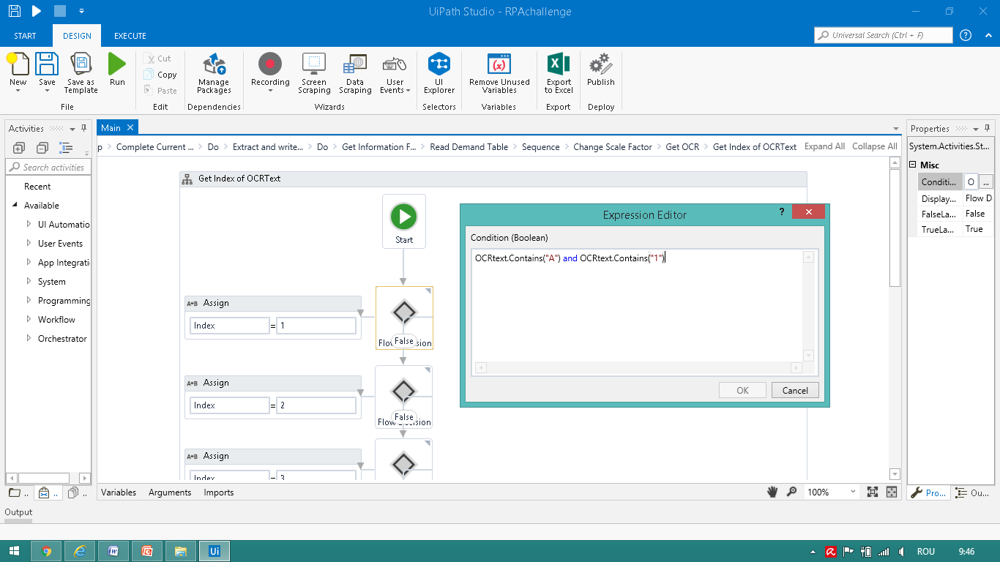 UiPath Studio - RPAchallenge
START DESIGN EXECUTE
Universal Search (Ctrl + F)
New Save Save as Template Run
Cut
Copy
Paste
Manage Packages
Recording Screen Scraping Data Scraping User Events
UI Explorer
Remove Unused Variables
Export to Excel
Publish
File Edit Dependencies Wizards Selectors Variables Export Deploy
Activities
Search activities
Recent
Available
UI Automatio
User Events
App Integrati
System
Programming
Workflow
Orchestrator
Main
p > Complete Current ... > Do > Extract and write... > Do > Get Information F... > Read Demand Table > Sequence > Change Scale Factor > Get OCR > Get Index of OCRText Expand All Collapse All
Get Index of OCRText
Start
A+B Assign
Index = 1
False
A+B Assign
Index = 2
False
A+B Assign
Index = 3
Expression Editor ?
Condition (Boolean)
OCRtext.Contains("A") and OCRtext.Contains("1")
OK Cancel
Properties
System.Activities.St...
Misc
Conditi... O ...
Display... Flow D
FalseLa... False
TrueLa... True
Variables Arguments Imports
100%
Pro... Ou...
Output
Ui
ROU 9:46